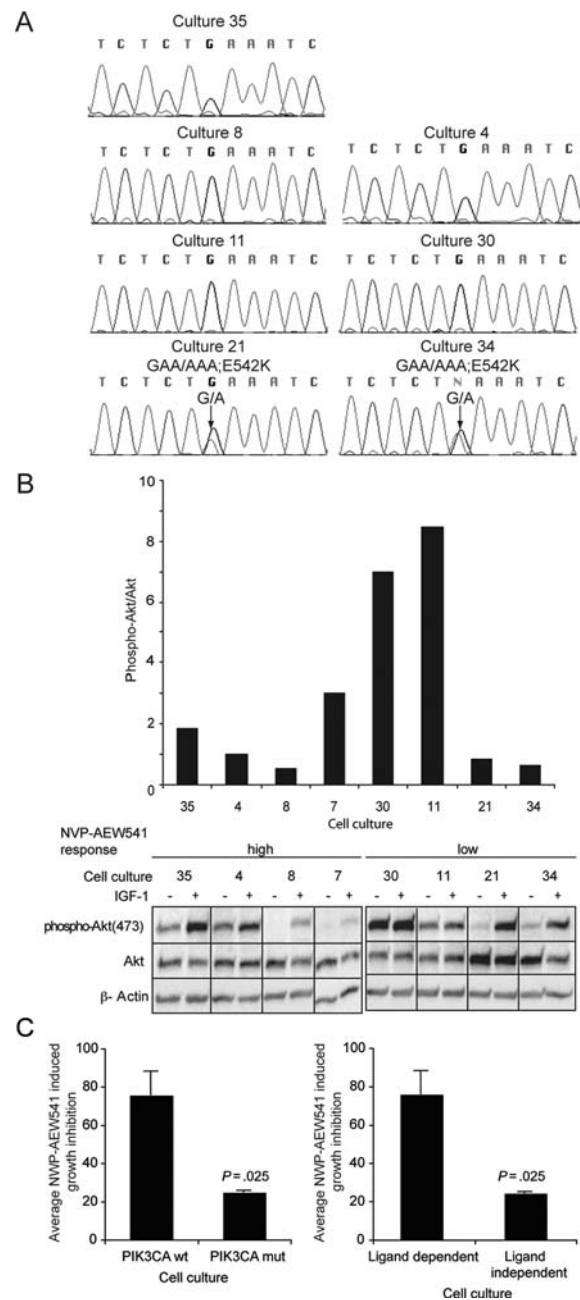 A
Culture 35
T C T C T G A A A T C
Culture 8
T C T C T G A A A T C
Culture 4
T C T C T G A A A T C
Culture 11
T C T C T G A A A T C
Culture 30
T C T C T G A A A T C
Culture 21
GAA/AAA;E542K
T C T C T G A A A T C
G/A
Culture 34
GAA/AAA;E542K
T C T C T N A A A T C
G/A
B
Phospho-Akt/Akt
10
8
6
4
2
0
35 4 8 7 30 11 21 34
Cell culture
NVP-AEW541 response
high low
Cell culture 35 4 8 7 30 11 21 34
IGF-1 - + - + - + - + - + - + - + - +
phospho-Akt(473)
Akt
β- Actin
C
Average NWP-AEW541 induced
growth inhibition
100
80
60
40
20
0
P = .025
PIK3CA wt PIK3CA mut
Cell culture
Average NWP-AEW541 induced
growth inhibition
100
80
60
40
20
0
P = .025
Ligand dependent Ligand independent
Cell culture